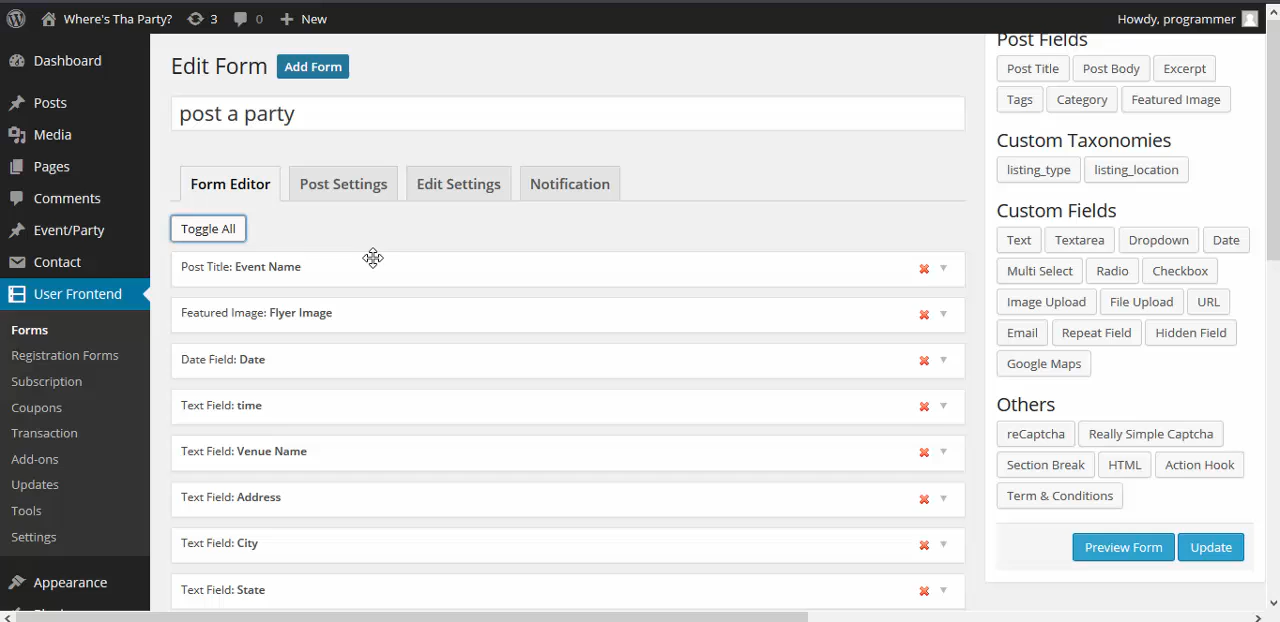 Where's Tha Party? 3 0 New Howdy, programmer
Dashboard
Posts
Media
Pages
Comments
Event/Party
Contact
User Frontend
Forms
Registration Forms
Subscription
Coupons
Transaction
Add-ons
Updates
Tools
Settings
Appearance
Edit Form Add Form
post a party
Form Editor Post Settings Edit Settings Notification
Toggle All
Post Title: Event Name
Featured Image: Flyer Image
Date Field: Date
Text Field: time
Text Field: Venue Name
Text Field: Address
Text Field: City
Text Field: State
Post Fields
Post Title Post Body Excerpt
Tags Category Featured Image
Custom Taxonomies
listing_type listing_location
Custom Fields
Text Textarea Dropdown Date
Multi Select Radio Checkbox
Image Upload File Upload URL
Email Repeat Field Hidden Field
Google Maps
Others
reCaptcha Really Simple Captcha
Section Break HTML Action Hook
Term & Conditions
Preview Form Update